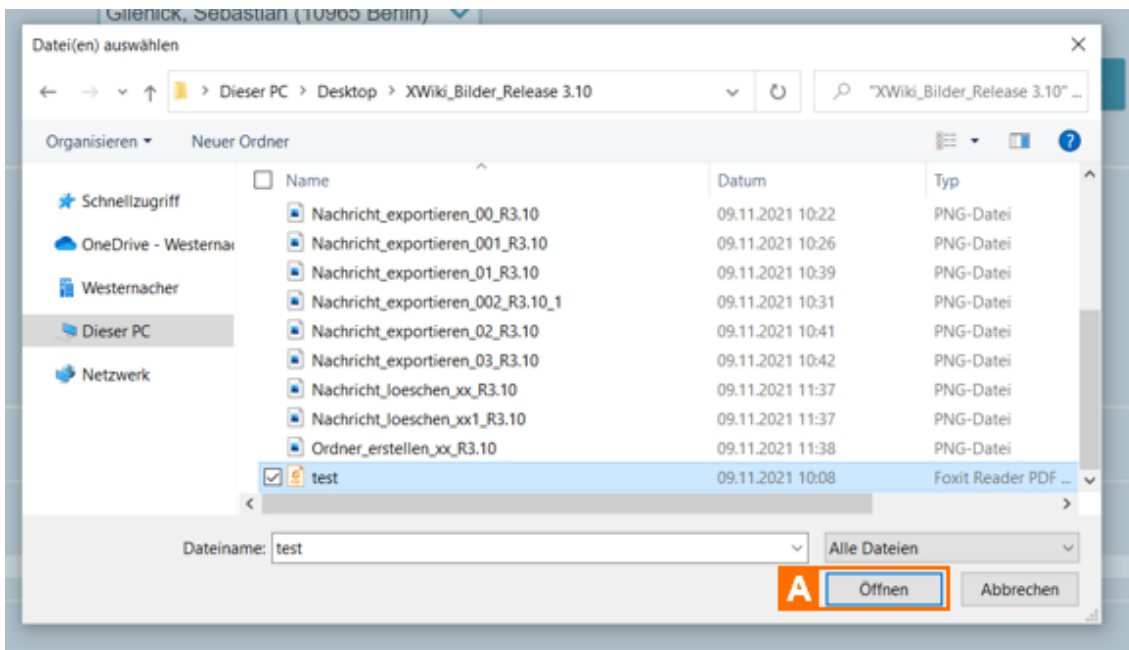 Gilenick, Sebastian (10965 Berlin)
Datei(en) auswählen
Dieser PC > Desktop > XWiki_Bilder_Release 3.10
"XWiki_Bilder_Release 3.10" ...
Organisieren Neuer Ordner
Name Datum Typ
Schnellzugriff
OneDrive - Westernac
Westernacher
Dieser PC
Netzwerk
Nachricht_exportieren_00_R3.10 09.11.2021 10:22 PNG-Datei
Nachricht_exportieren_001_R3.10 09.11.2021 10:26 PNG-Datei
Nachricht_exportieren_01_R3.10 09.11.2021 10:39 PNG-Datei
Nachricht_exportieren_002_R3.10_1 09.11.2021 10:31 PNG-Datei
Nachricht_exportieren_02_R3.10 09.11.2021 10:41 PNG-Datei
Nachricht_exportieren_03_R3.10 09.11.2021 10:42 PNG-Datei
Nachricht_loeschen_xx_R3.10 09.11.2021 11:37 PNG-Datei
Nachricht_loeschen_xx1_R3.10 09.11.2021 11:37 PNG-Datei
Ordner_erstellen_xx_R3.10 09.11.2021 11:38 PNG-Datei
test 09.11.2021 10:08 Foxit Reader PDF ...
Dateiname: test Alle Dateien
A Öffnen Abbrechen